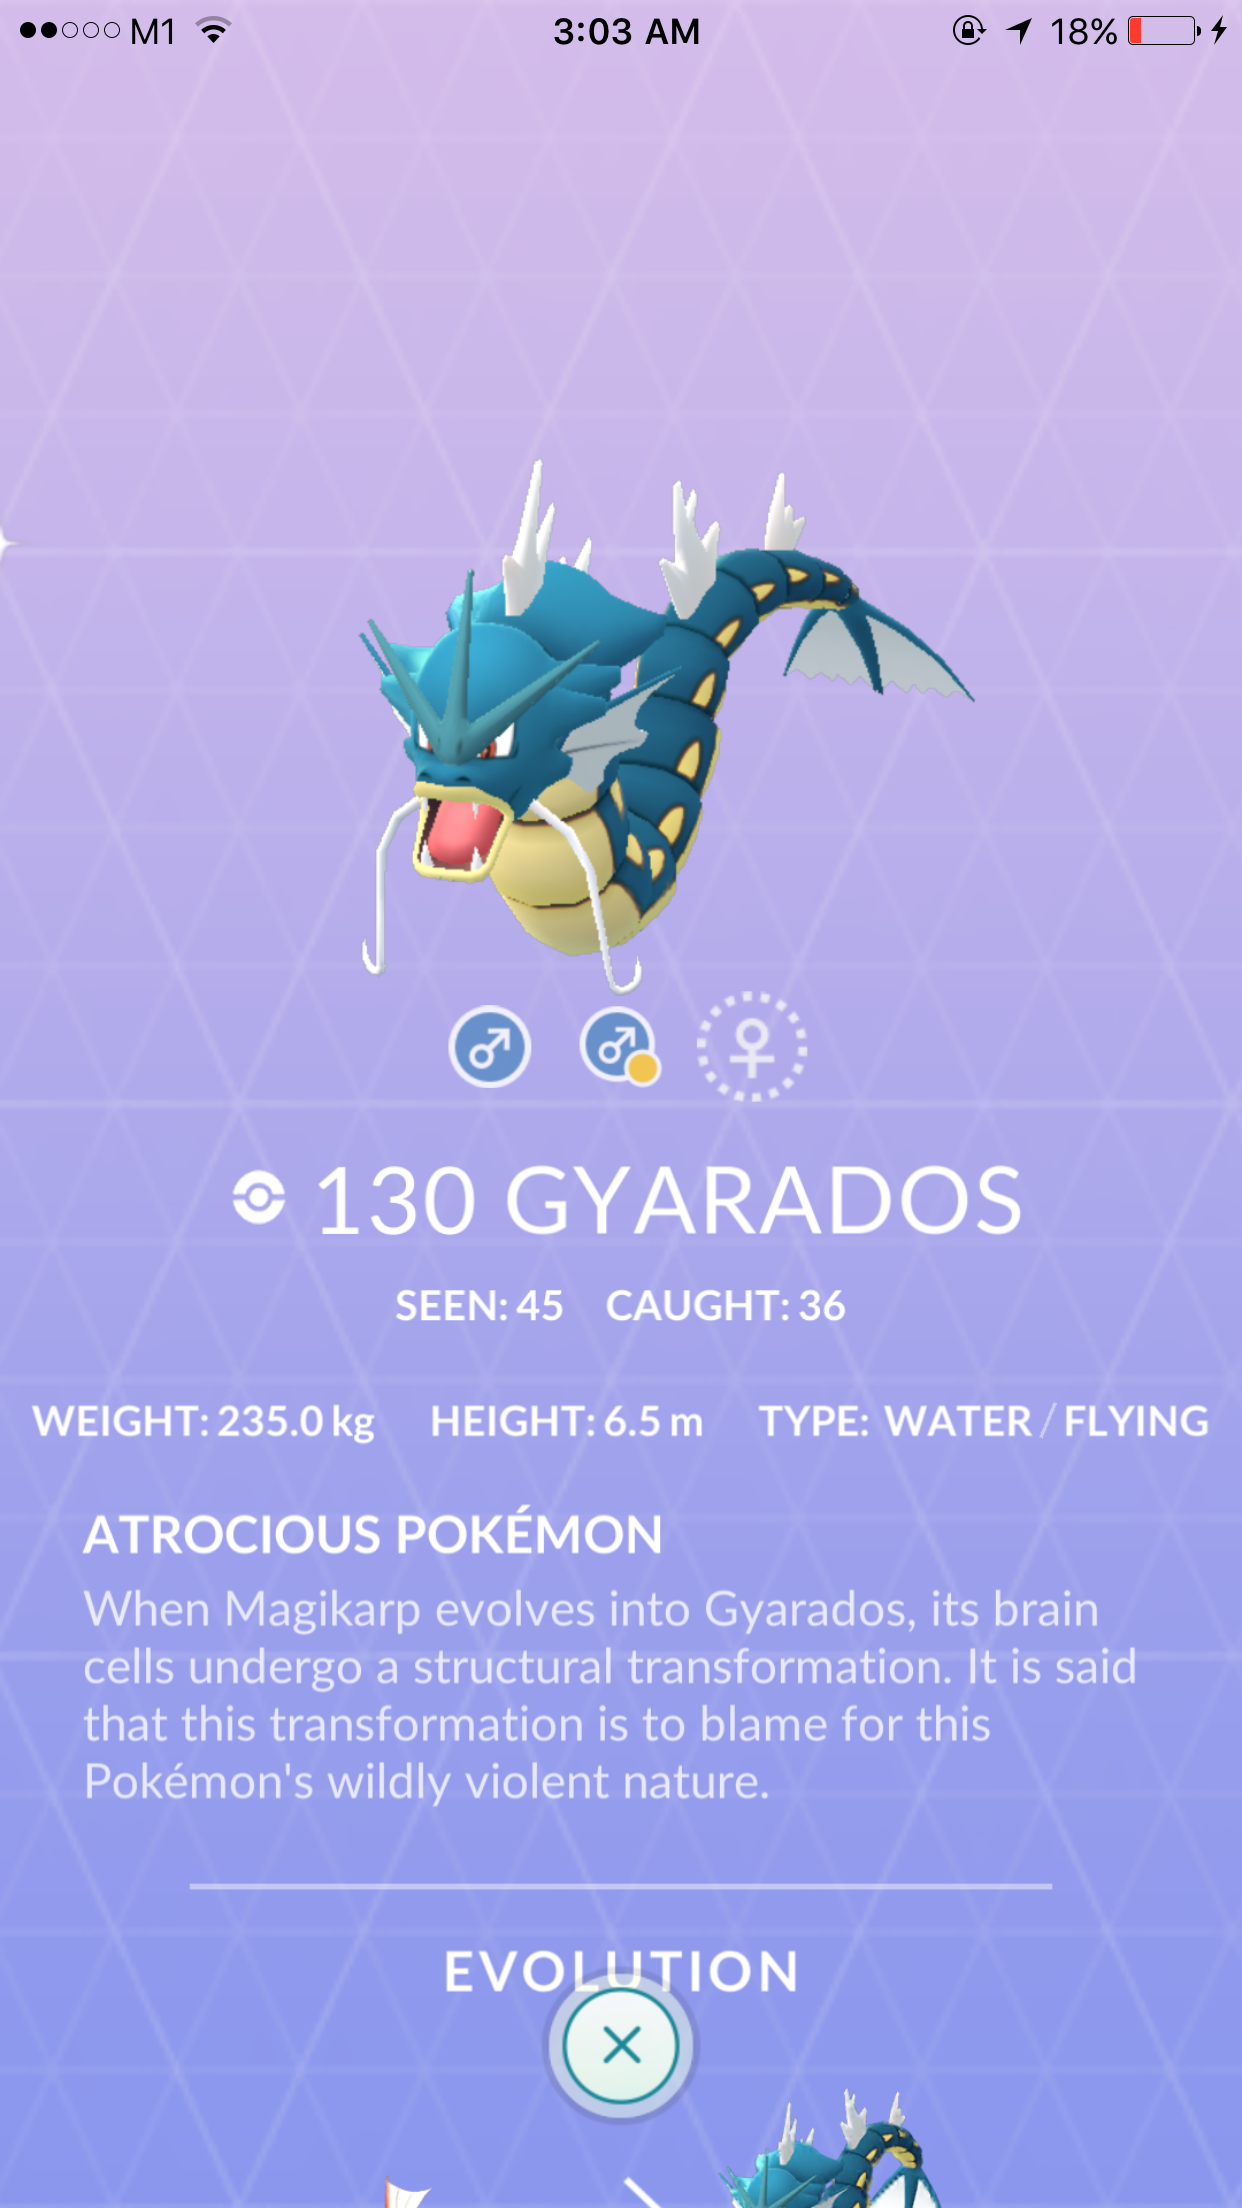 M1 3:03 AM 18%
130 GYARADOS
SEEN: 45 CAUGHT: 36
WEIGHT: 235.0 kg HEIGHT: 6.5 m TYPE: WATER / FLYING
ATROCIOUS POKÉMON
When Magikarp evolves into Gyarados, its brain
cells undergo a structural transformation. It is said
that this transformation is to blame for this
Pokémon's wildly violent nature.
EVOLUTION